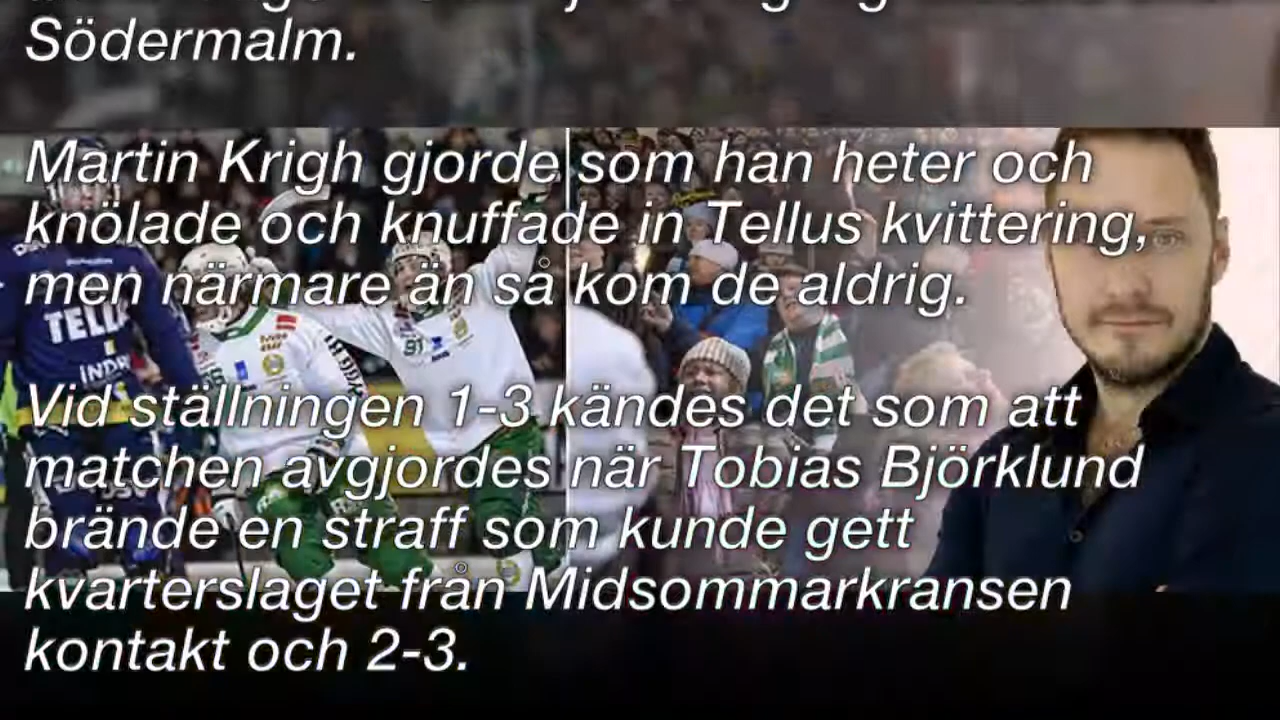 Södermalm.
Martin Krigh gjorde som han heter och
knölade och knuffade in Tellus kvittering,
men närmare än så kom de aldrig.
Vid ställningen 1-3 kändes det som att
matchen avgjordes när Tobias Björklund
brände en straff som kunde gett
kvarterslaget från Midsommarkransen
kontakt och 2-3.
91